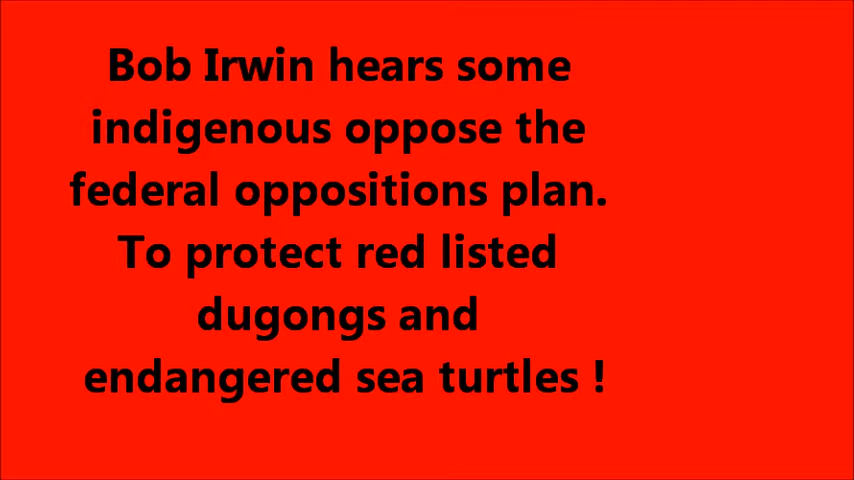 Bob Irwin hears some
indigenous oppose the
federal oppositions plan.
To protect red listed
dugongs and
endangered sea turtles !